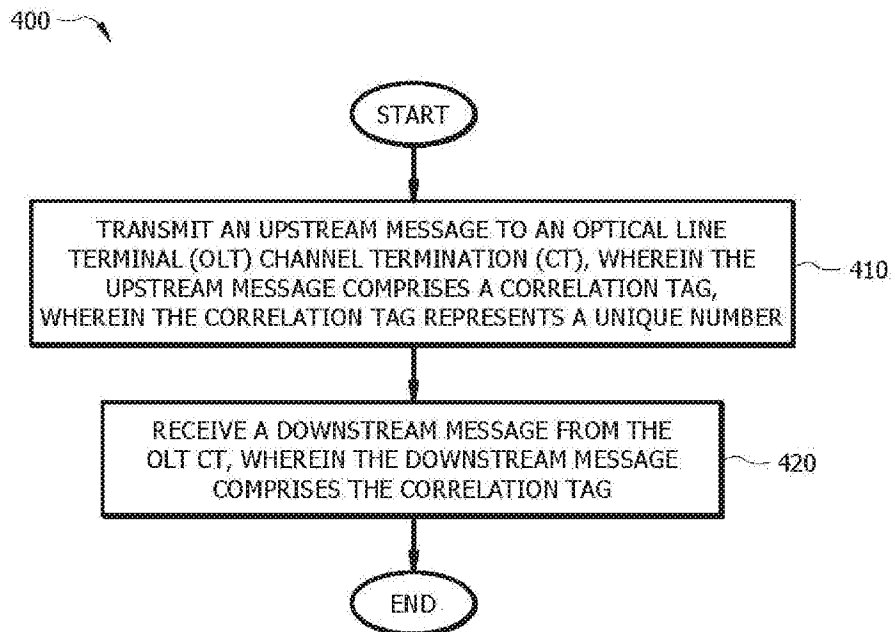 400
START
TRANSMIT AN UPSTREAM MESSAGE TO AN OPTICAL LINE
TERMINAL (OLT) CHANNEL TERMINATION (CT), WHEREIN THE
UPSTREAM MESSAGE COMPRISES A CORRELATION TAG,
WHEREIN THE CORRELATION TAG REPRESENTS A UNIQUE NUMBER
410
RECEIVE A DOWNSTREAM MESSAGE FROM THE
OLT CT, WHEREIN THE DOWNSTREAM MESSAGE
COMPRISES THE CORRELATION TAG
420
END